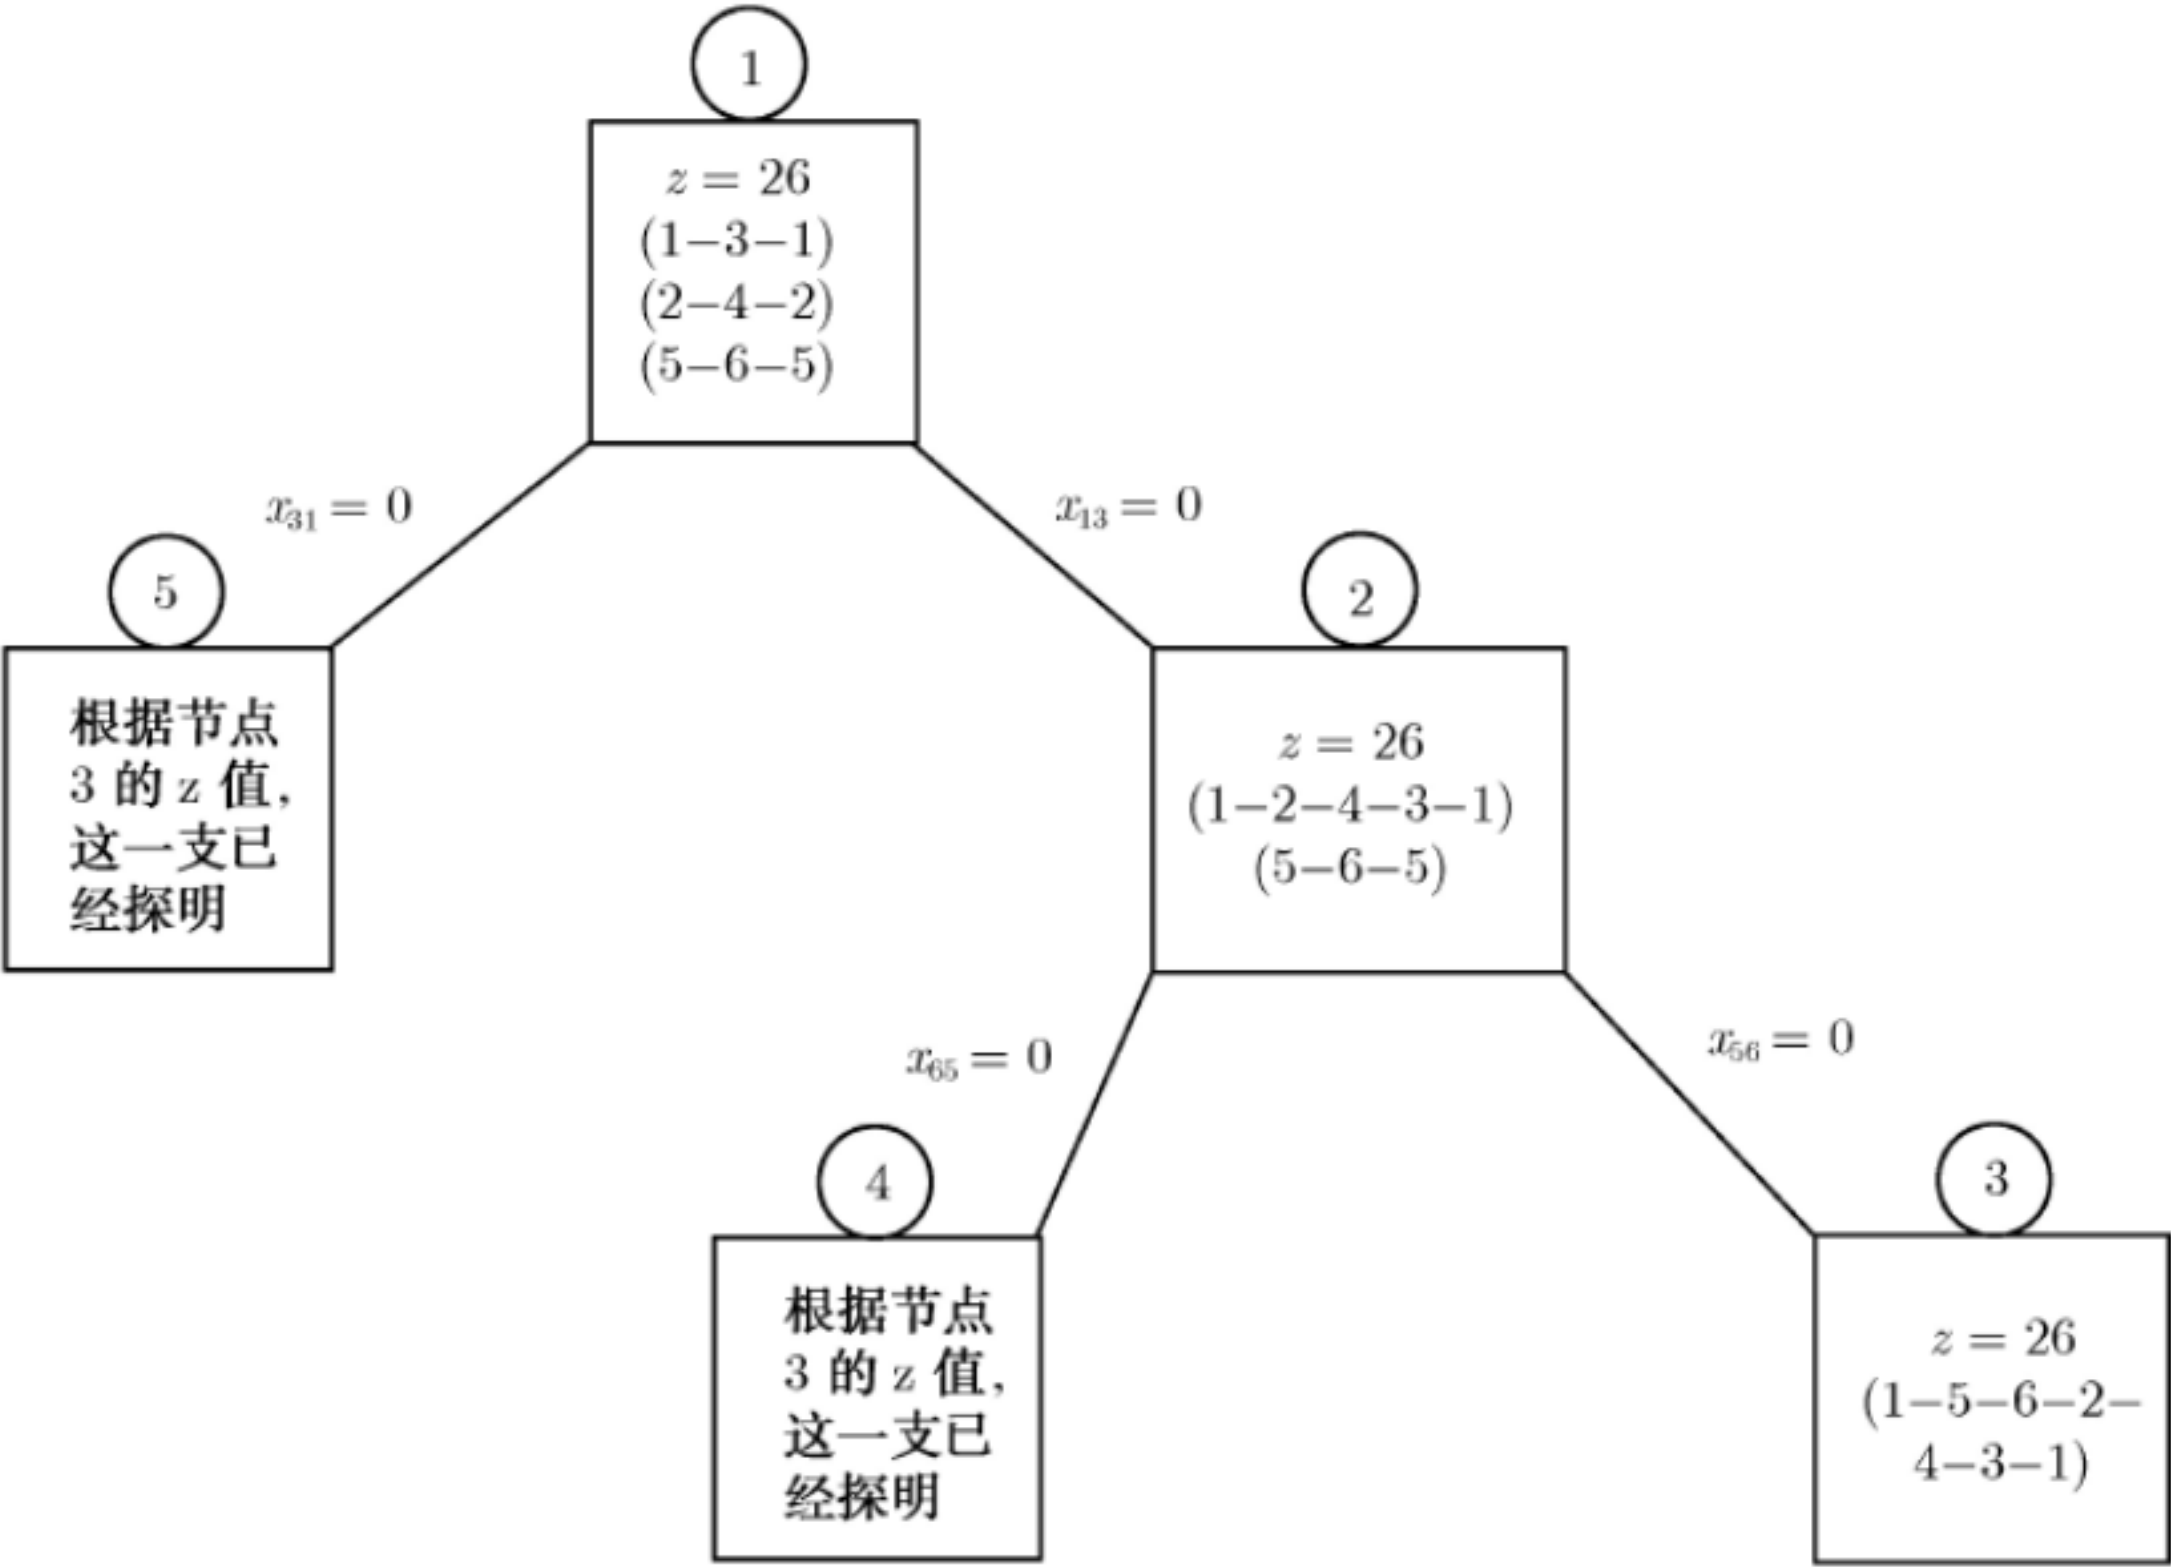 1
z = 26
(1−3−1)
(2−4−2)
(5−6−5)
x31 = 0
x13 = 0
5
根据节点
3 的 z 值,
这一支已
经探明
2
z = 26
(1−2−4−3−1)
(5−6−5)
x65 = 0
x56 = 0
4
根据节点
3 的 z 值,
这一支已
经探明
3
z = 26
(1−5−6−2−
4−3−1)